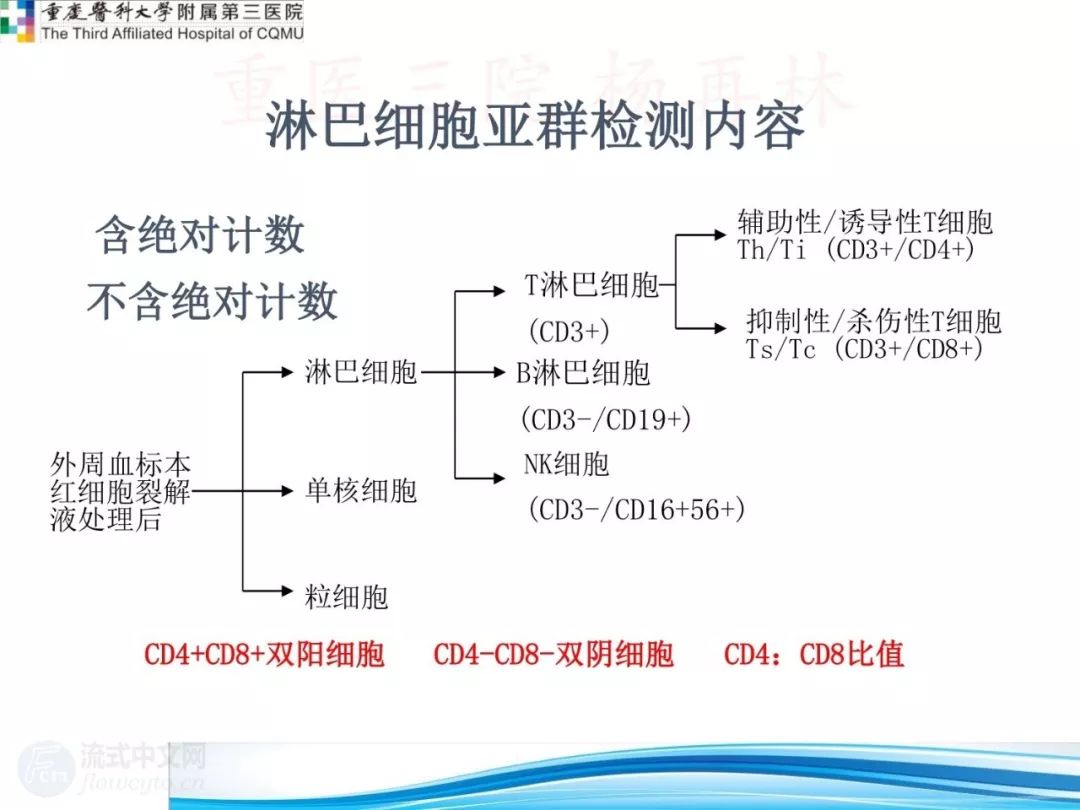 重庆醫科大学附属第三医院
The Third Affiliated Hospital of CQMU
重医三院 杨再林
淋巴细胞亚群检测内容
含绝对计数
不含绝对计数
辅助性/诱导性T细胞
Th/Ti (CD3+/CD4+)
T淋巴细胞
(CD3+)
抑制性/杀伤性T细胞
Ts/Tc (CD3+/CD8+)
淋巴细胞
B淋巴细胞
(CD3-/CD19+)
NK细胞
(CD3-/CD16+56+)
外周血标本
红细胞裂解
液处理后
单核细胞
粒细胞
CD4+CD8+双阳细胞 CD4-CD8-双阴细胞 CD4：CD8比值
流式中文网
flowcyto.cn